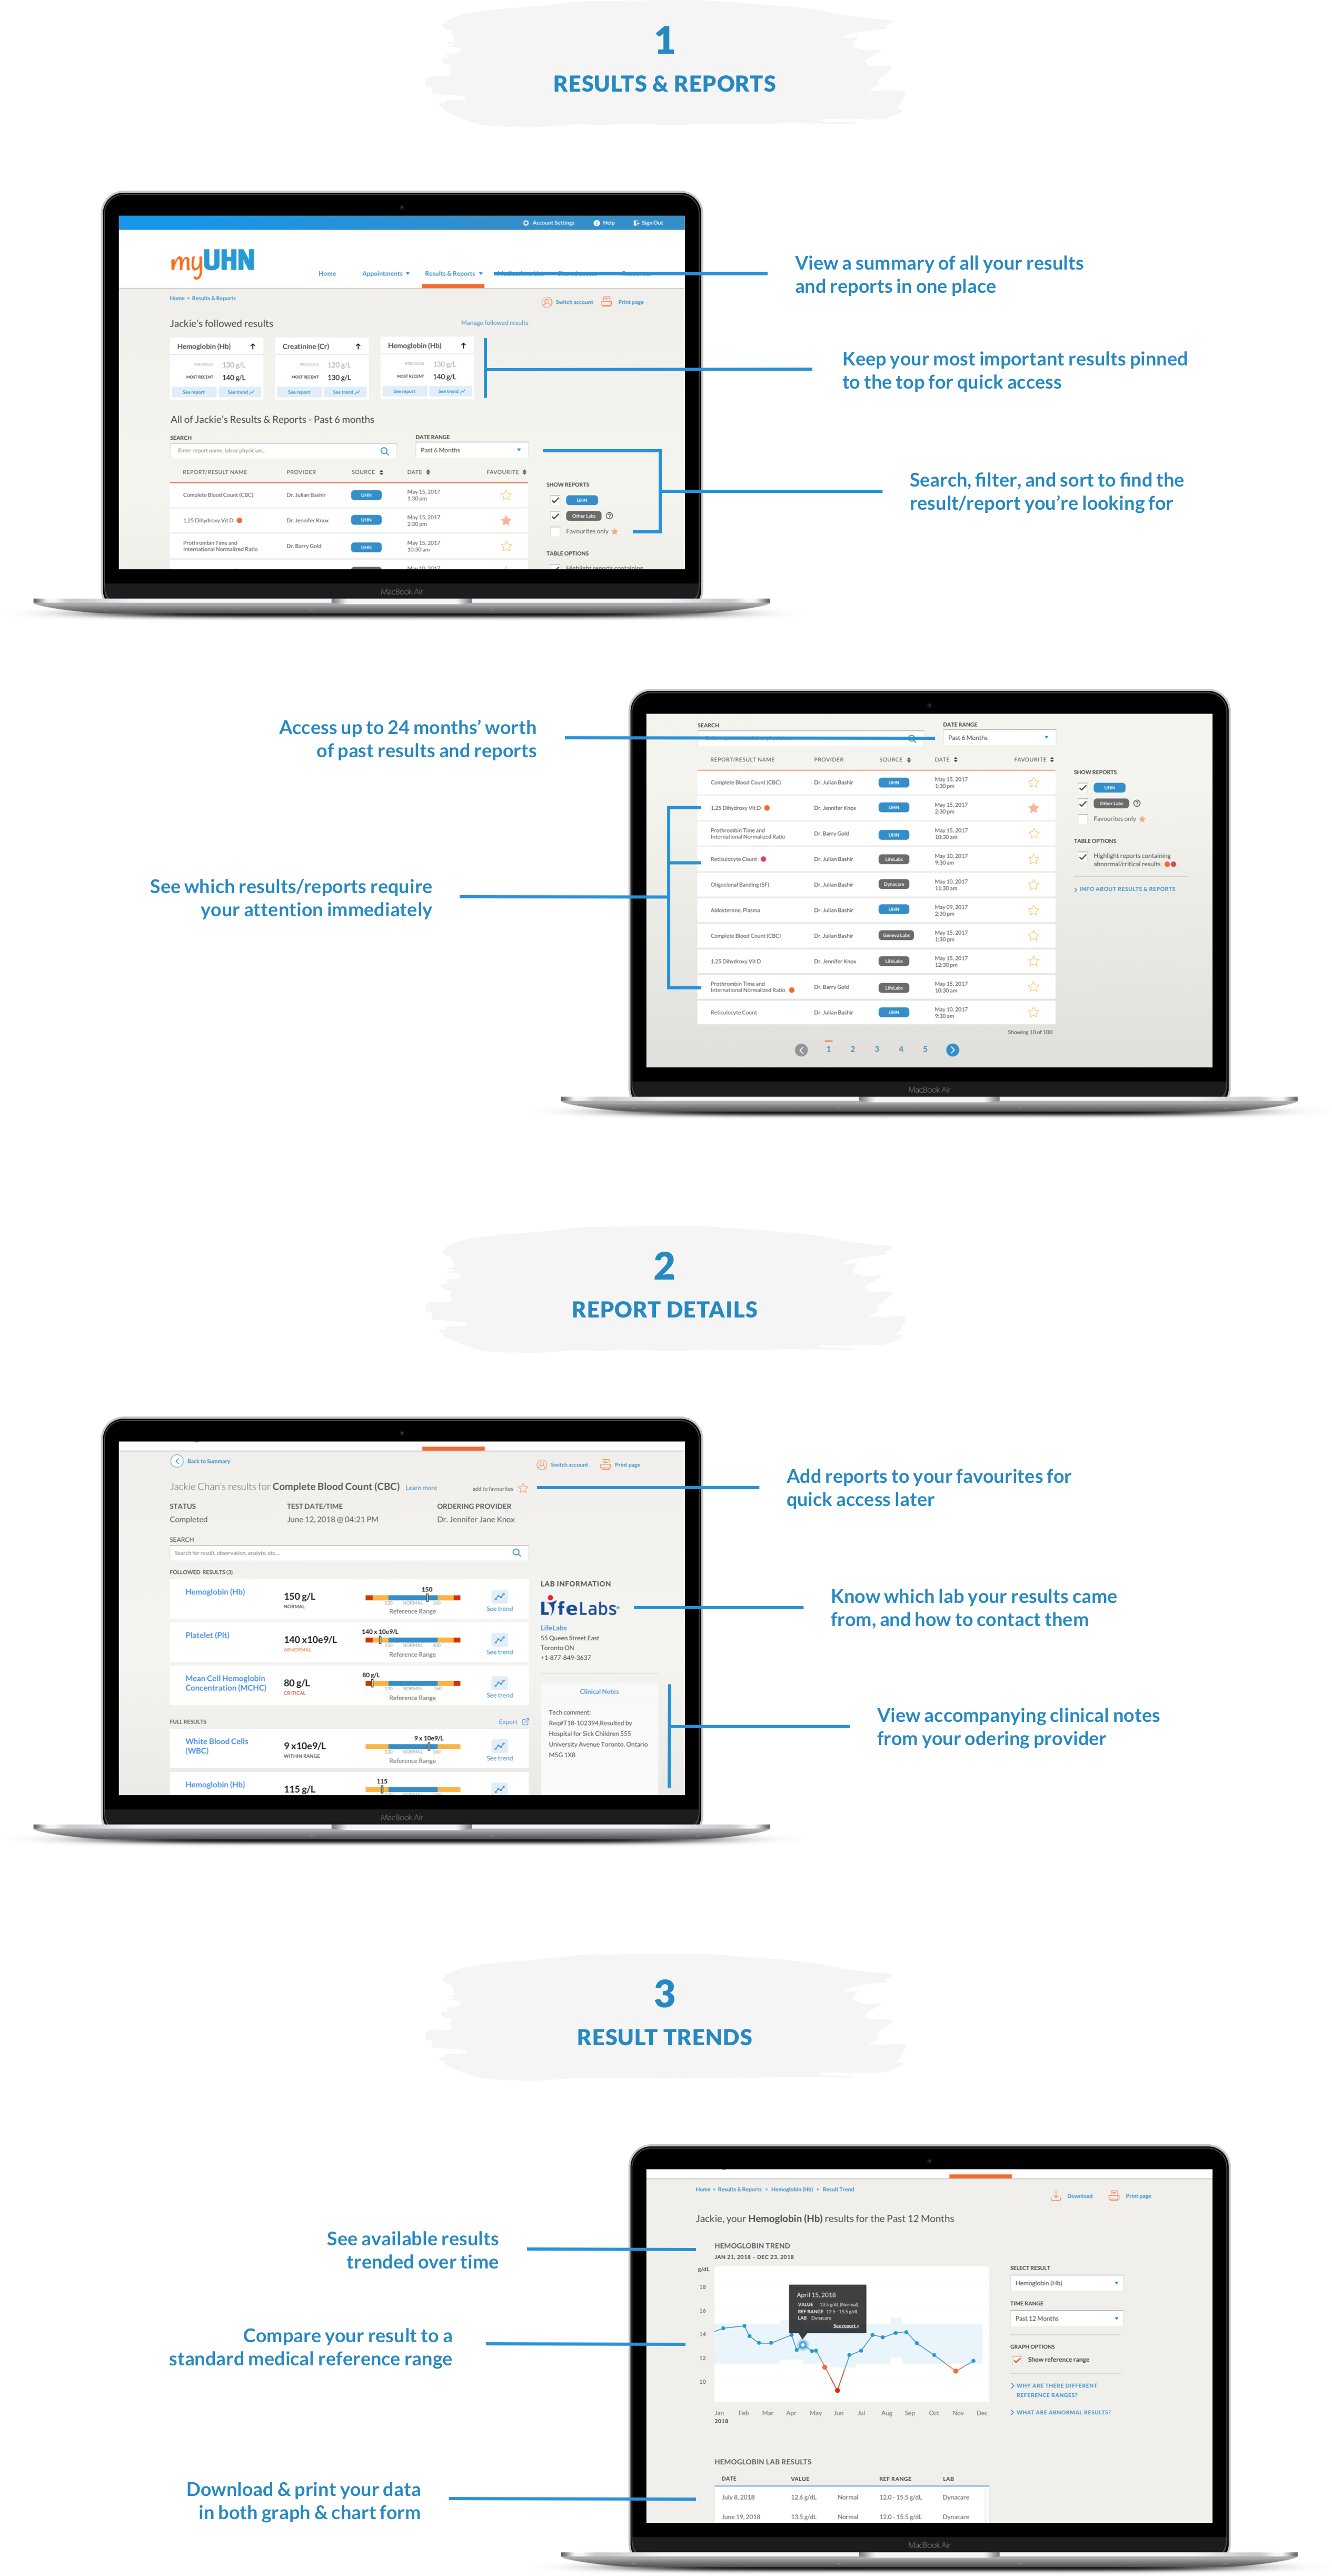 1
RESULTS & REPORTS
Account Settings
Help
Sign Out
myUHN
Home
Appointments
Results & Reports
Home > Results & Reports
Switch account
Print page
Jackie's followed results
Manage followed results
Hemoglobin (Hb)
PREVIOUS 130 g/L
MOST RECENT 140 g/L
See report See trend
Creatinine (Cr)
PREVIOUS 120 g/L
MOST RECENT 130 g/L
See report See trend
Hemoglobin (Hb)
PREVIOUS 130 g/L
MOST RECENT 140 g/L
See report See trend
All of Jackie's Results & Reports - Past 6 months
SEARCH
Enter report name, lab or physician...
DATE RANGE
Past 6 Months
REPORT/RESULT NAME PROVIDER SOURCE DATE FAVOURITE
Complete Blood Count (CBC) Dr. Julian Bashir UHN May 15, 2017
1:30 pm
1,25 Dihydroxy Vit D Dr. Jennifer Knox UHN May 15, 2017
2:30 pm
Prothrombin Time and
International Normalized Ratio Dr. Barry Gold UHN May 15, 2017
10:30 am
SHOW REPORTS
UHN
Other Labs
Favourites only
TABLE OPTIONS
Highlight reports containing
MacBook Air
View a summary of all your results
and reports in one place
Keep your most important results pinned
to the top for quick access
Search, filter, and sort to find the
result/report you're looking for
Access up to 24 months' worth
of past results and reports
See which results/reports require
your attention immediately
SEARCH
DATE RANGE
Past 6 Months
REPORT/RESULT NAME PROVIDER SOURCE DATE FAVOURITE
Complete Blood Count (CBC) Dr. Julian Bashir UHN May 15, 2017
1:30 pm
1,25 Dihydroxy Vit D Dr. Jennifer Knox UHN May 15, 2017
2:30 pm
Prothrombin Time and
International Normalized Ratio Dr. Barry Gold UHN May 15, 2017
10:30 am
Reticulocyte Count Dr. Julian Bashir LifeLabs May 10, 2017
9:30 am
Oligoclonal Banding (SF) Dr. Julian Bashir Dynacare May 10, 2017
11:30 am
Aldosterone, Plasma Dr. Julian Bashir UHN May 09, 2017
2:30 pm
Complete Blood Count (CBC) Dr. Julian Bashir Geneva Labs May 15, 2017
1:30 pm
1,25 Dihydroxy Vit D Dr. Jennifer Knox LifeLabs May 15, 2017
12:30 pm
Prothrombin Time and
International Normalized Ratio Dr. Barry Gold LifeLabs May 15, 2017
10:30 am
Reticulocyte Count Dr. Julian Bashir UHN May 10, 2017
9:30 am
Showing 10 of 100
1 2 3 4 5
SHOW REPORTS
UHN
Other Labs
Favourites only
TABLE OPTIONS
Highlight reports containing
abnormal/critical results
INFO ABOUT RESULTS & REPORTS
MacBook Air
2
REPORT DETAILS
Back to Summary
Switch account
Print page
Jackie Chan's results for Complete Blood Count (CBC) Learn more
add to favourites
STATUS TEST DATE/TIME ORDERING PROVIDER
Completed June 12, 2018 @ 04:21 PM Dr. Jennifer Jane Knox
SEARCH
Search for result, observation, analyte, etc...
FOLLOWED RESULTS (3)
Hemoglobin (Hb)
150 g/L
NORMAL
150
120 NORMAL 160
Reference Range
See trend
Platelet (Plt)
140 x10e9/L
ABNORMAL
140 x 10e9/L
150 NORMAL 400
Reference Range
See trend
Mean Cell Hemoglobin
Concentration (MCHC)
80 g/L
CRITICAL
80 g/L
120 NORMAL 160
Reference Range
See trend
FULL RESULTS
Export
White Blood Cells
(WBC)
9 x10e9/L
WITHIN RANGE
9 x 10e9/L
120 NORMAL 160
Reference Range
See trend
Hemoglobin (Hb)
115 g/L
115
LAB INFORMATION
LifeLabs
LifeLabs
55 Queen Street East
Toronto ON
+1-877-849-3637
Clinical Notes
Tech comment:
Req#T18-102394,Resulted by
Hospital for Sick Children 555
University Avenue Toronto, Ontario
M5G 1X8
MacBook Air
Add reports to your favourites for
quick access later
Know which lab your results came
from, and how to contact them
View accompanying clinical notes
from your odering provider
3
RESULT TRENDS
See available results
trended over time
Compare your result to a
standard medical reference range
Download & print your data
in both graph & chart form
Home > Results & Reports > Hemoglobin (Hb) > Result Trend
Download
Print page
Jackie, your Hemoglobin (Hb) results for the Past 12 Months
HEMOGLOBIN TREND
JAN 21, 2018 – DEC 23, 2018
g/dL
18
16
14
12
10
April 15, 2018
VALUE 13.5 g/dL (Normal)
REF RANGE 12.5 - 15.5 g/dL
LAB Dynacare
See report >
Jan Feb Mar Apr May Jun Jul Aug Sep Oct Nov Dec
2018
SELECT RESULT
Hemoglobin (Hb)
TIME RANGE
Past 12 Months
GRAPH OPTIONS
Show reference range
WHY ARE THERE DIFFERENT
REFERENCE RANGES?
WHAT ARE ABNORMAL RESULTS?
HEMOGLOBIN LAB RESULTS
DATE VALUE REF RANGE LAB
July 8, 2018 12.6 g/dL Normal 12.0 - 15.5 g/dL Dynacare
June 19, 2018 13.5 g/dL Normal 12.0 - 15.5 g/dL Dynacare
MacBook Air